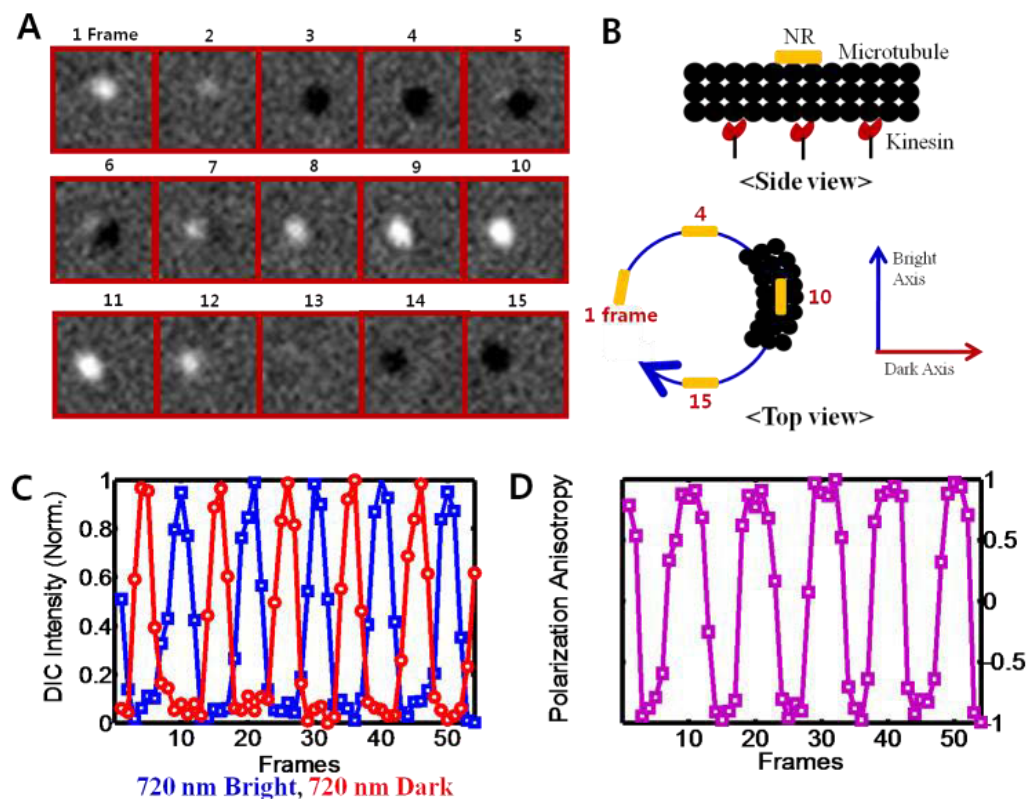 A
1 Frame 2 3 4 5
6 7 8 9 10
11 12 13 14 15
B
NR
Microtubule
Kinesin
<Side view>
4
1 frame
10
15
Bright
Axis
Dark Axis
<Top view>
C
DIC Intensity (Norm.)
1
0.8
0.6
0.4
0.2
0
10 20 30 40 50
Frames
720 nm Bright, 720 nm Dark
D
Polarization Anisotropy
1
0.5
0
-0.5
-1
10 20 30 40 50
Frames